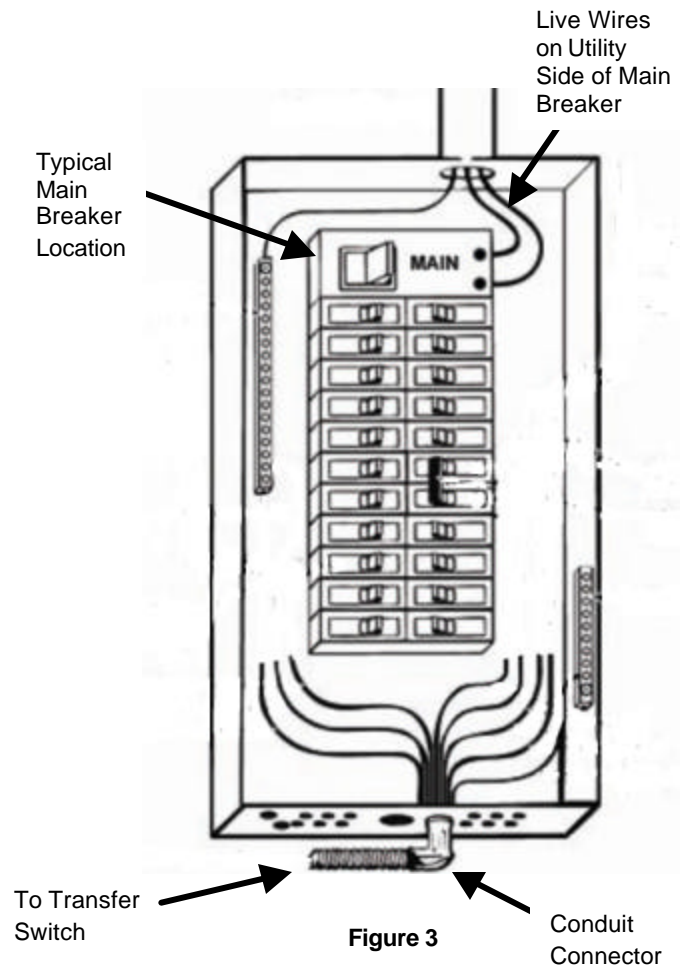 Live Wires
on Utility
Side of Main
Breaker
Typical
Main
Breaker
Location
MAIN
To Transfer
Switch
Figure 3
Conduit
Connector